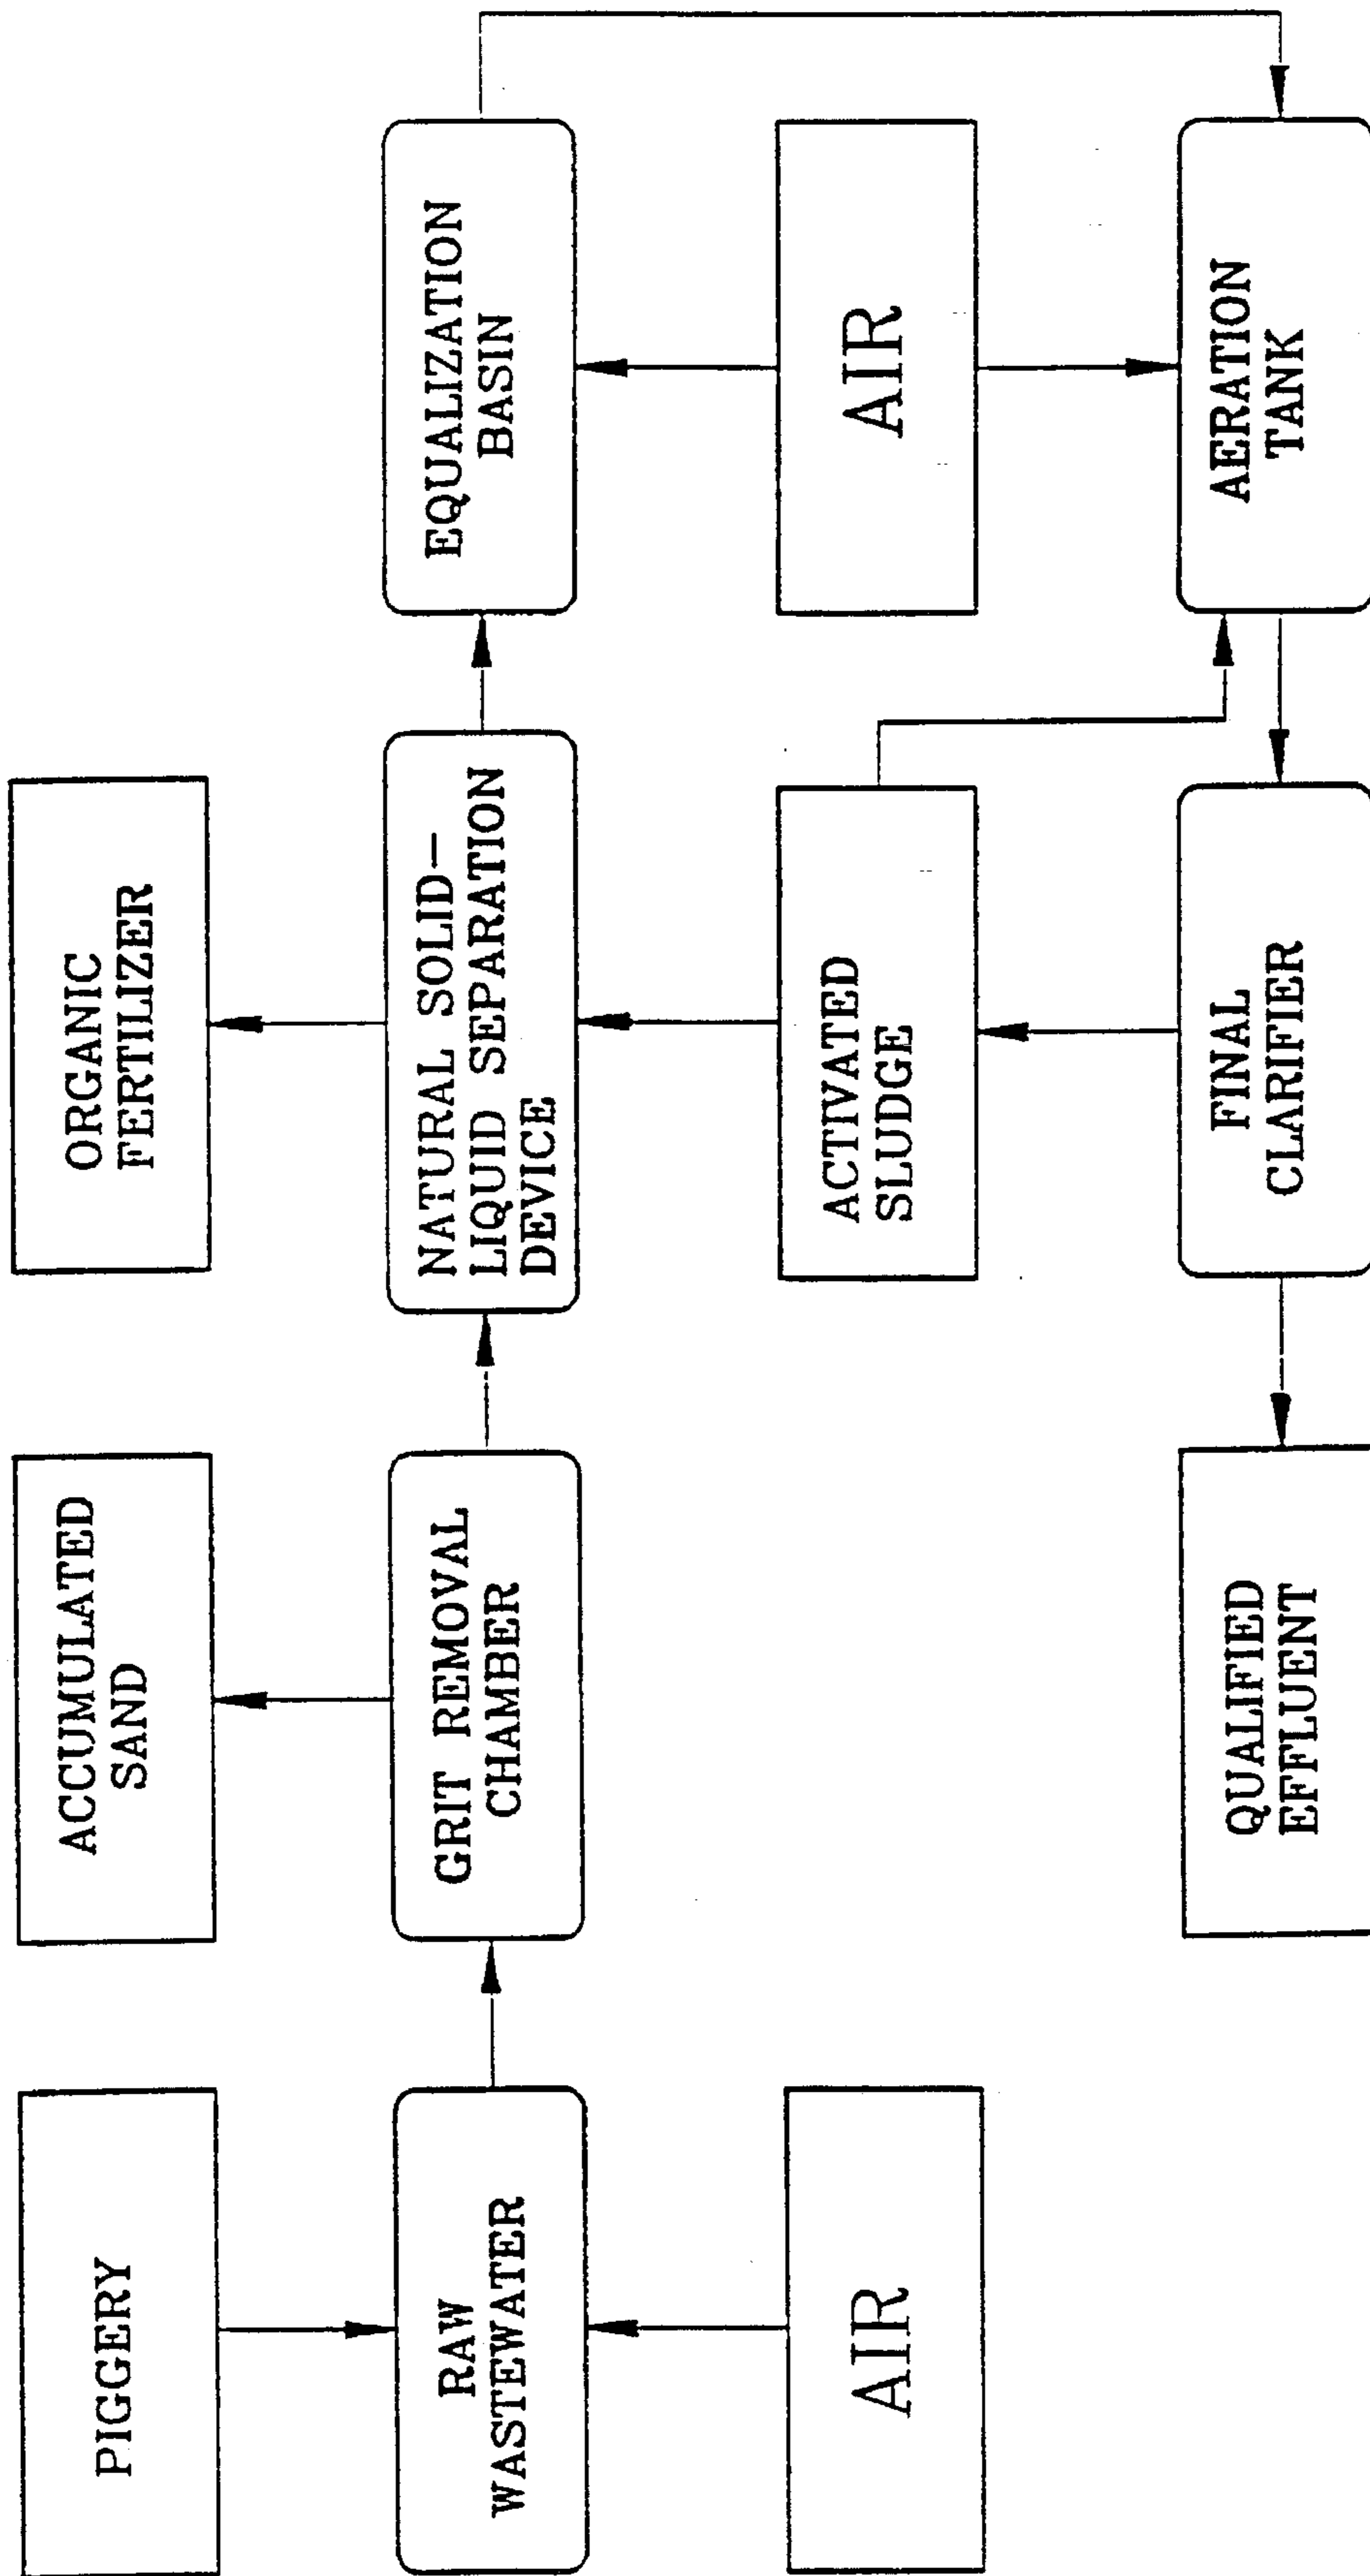 PIGGERY
ACCUMULATED
SAND
ORGANIC
FERTILIZER
RAW
WASTEWATER
GRIT REMOVAL
CHAMBER
NATURAL SOLID-
LIQUID SEPARATION
DEVICE
EQUALIZATION
BASIN
AIR
ACTIVATED
SLUDGE
AIR
QUALIFIED
EFFLUENT
FINAL
CLARIFIER
AERATION
TANK